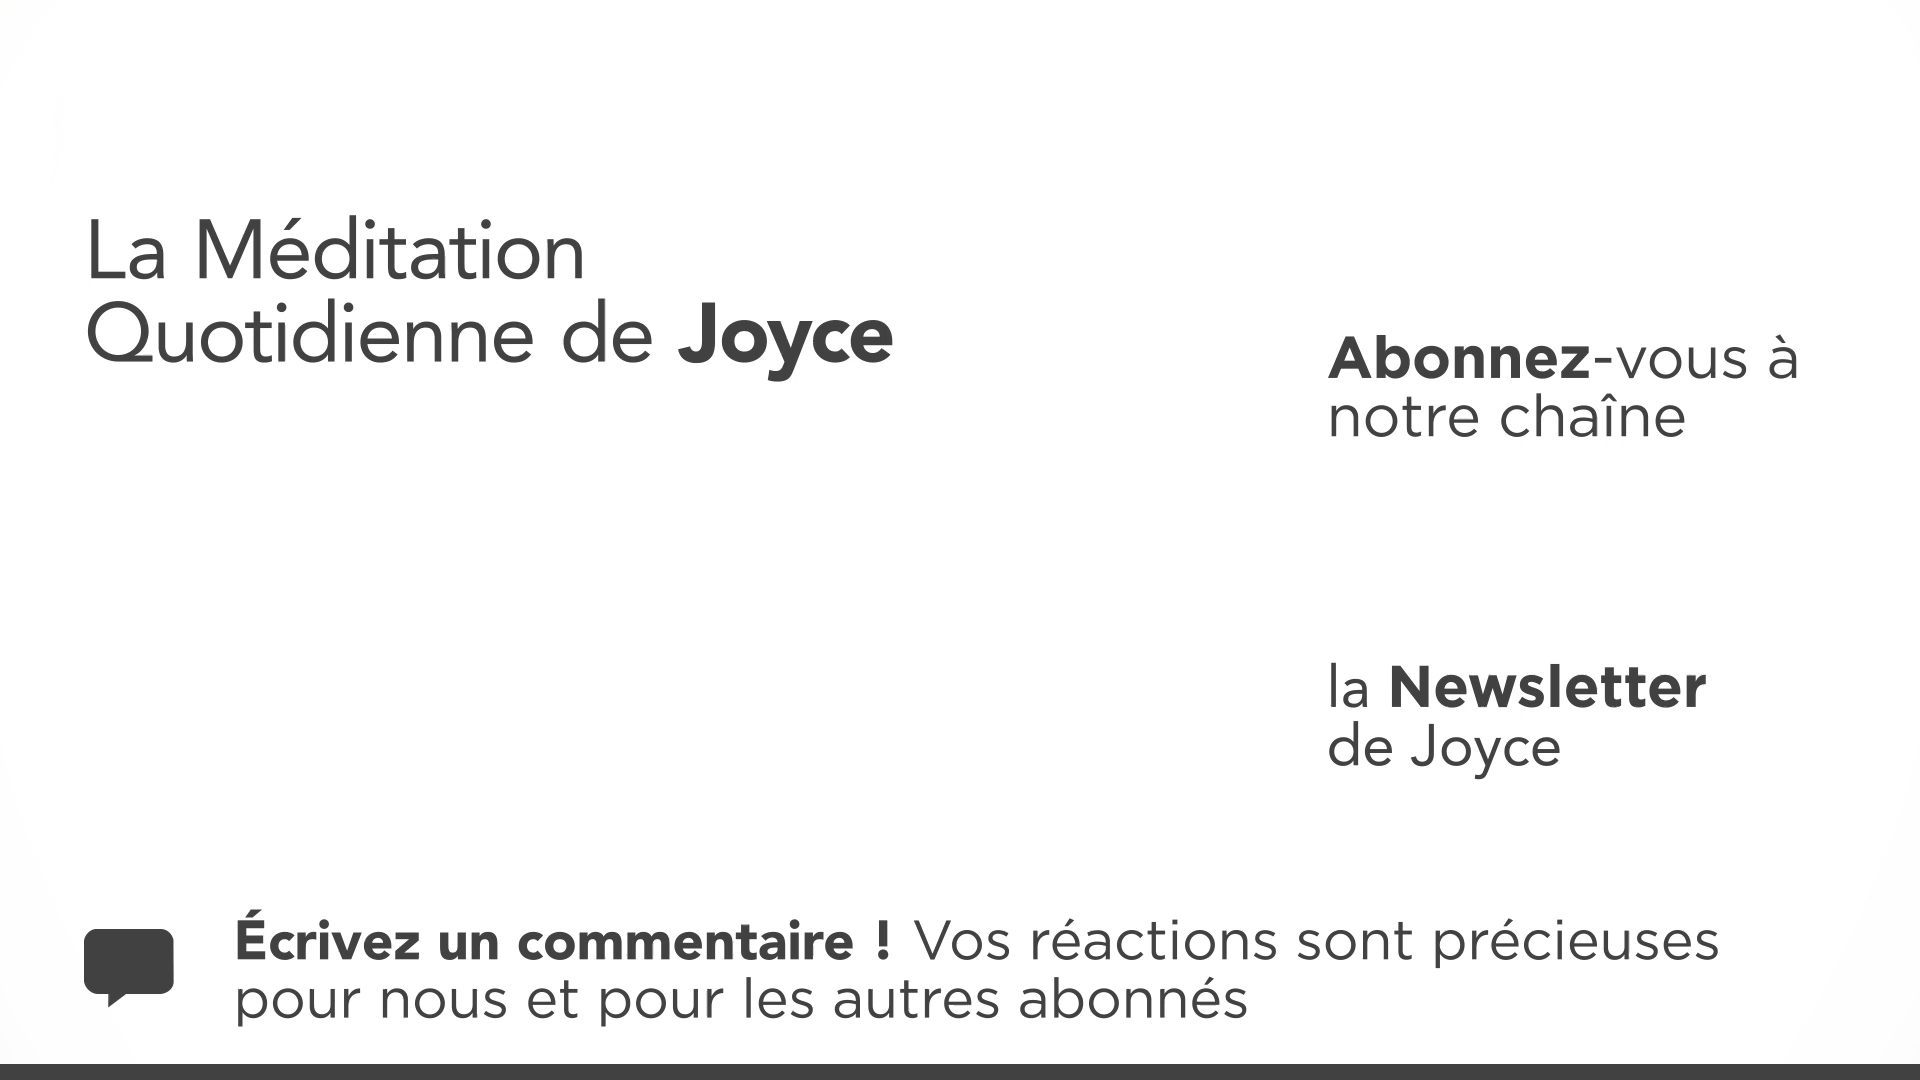 La Méditation
Quotidienne de Joyce
Abonnez-vous à
notre chaîne
la Newsletter
de Joyce
Écrivez un commentaire ! Vos réactions sont précieuses
pour nous et pour les autres abonnés